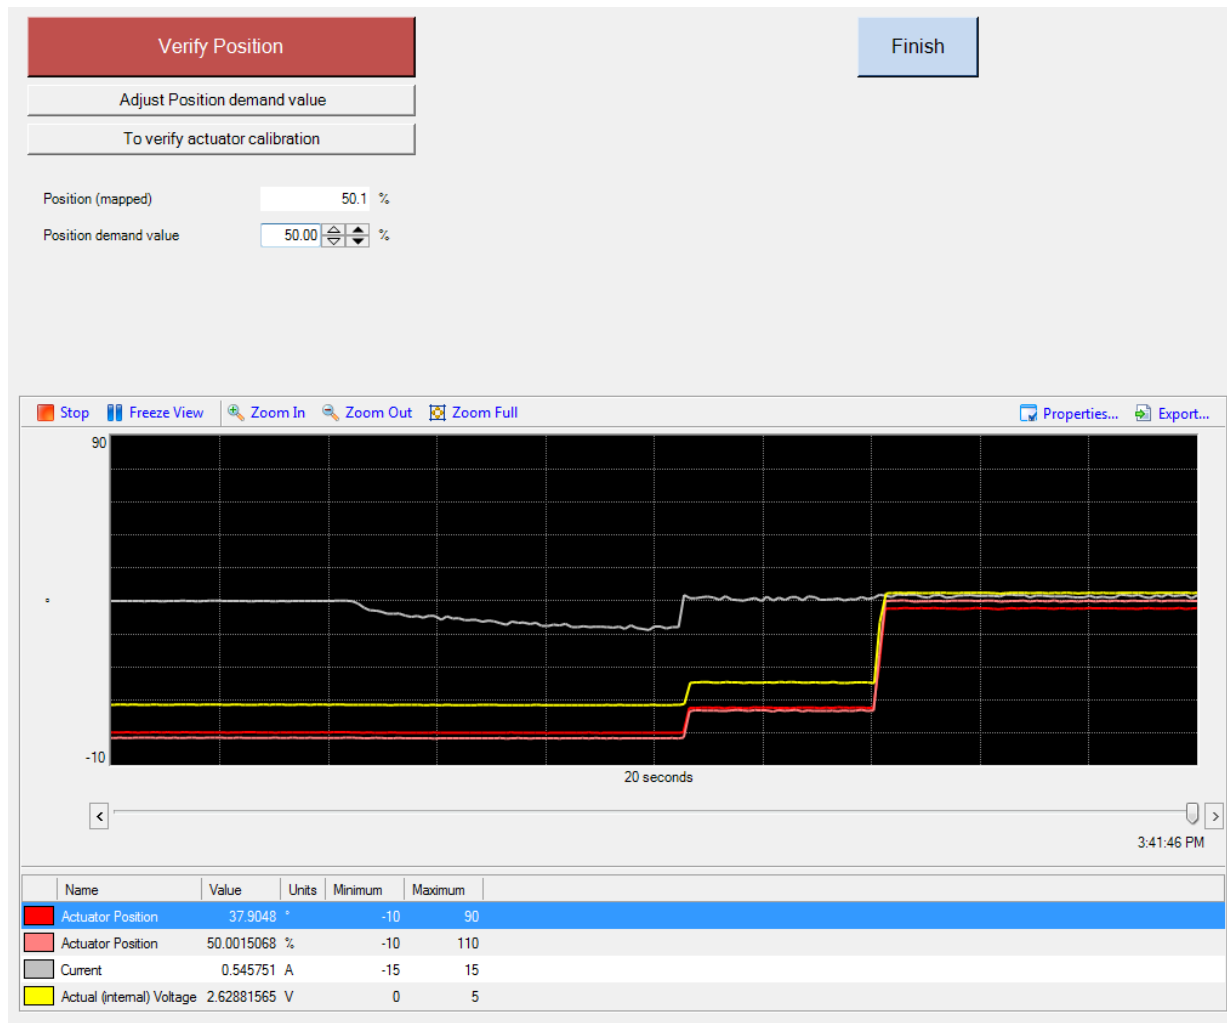 Verify Position
Finish
Adjust Position demand value
To verify actuator calibration
Position (mapped) 50.1 %
Position demand value 50.00 %
Stop Freeze View Zoom In Zoom Out Zoom Full Properties... Export...
90
°
-10
20 seconds
< >
3:41:46 PM
Name Value Units Minimum Maximum
Actuator Position 37.9048 ° -10 90
Actuator Position 50.0015068 % -10 110
Current 0.545751 A -15 15
Actual (internal) Voltage 2.62881565 V 0 5